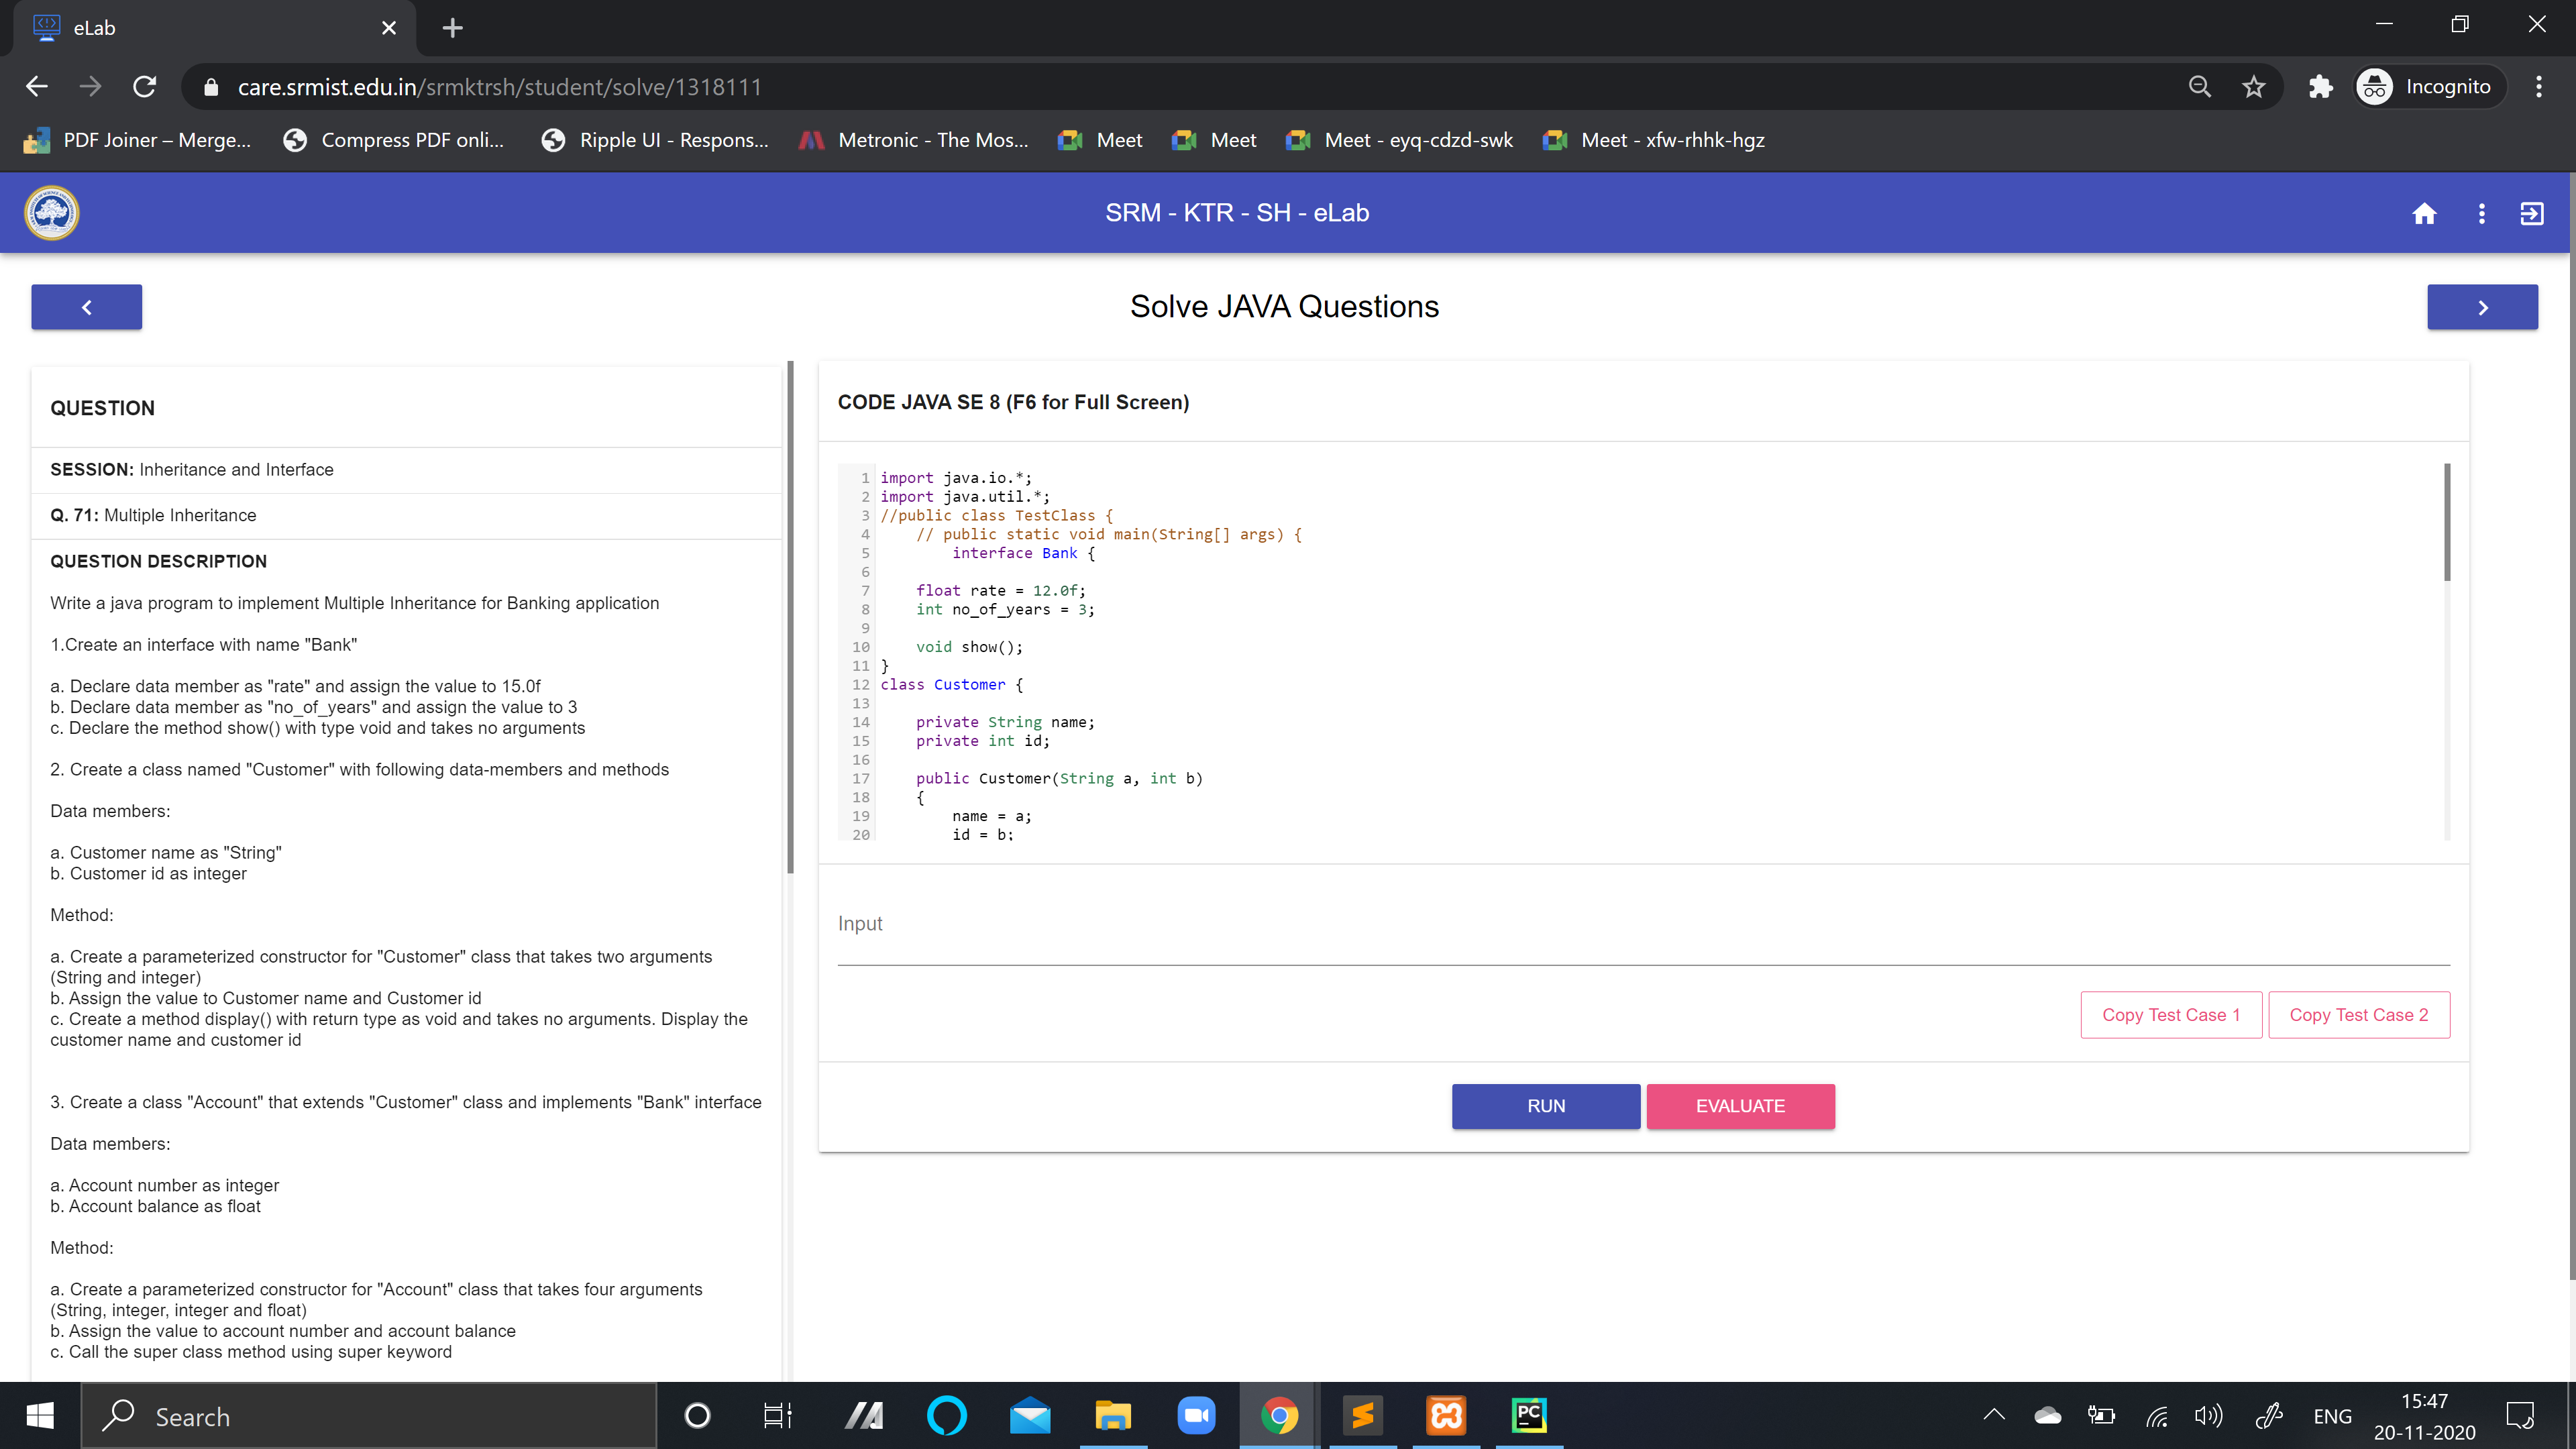 eLab
care.srmist.edu.in/srmktrsh/student/solve/1318111
Incognito
PDF Joiner – Merge...
Compress PDF onli...
Ripple UI - Respons...
Metronic - The Mos...
Meet
Meet
Meet - eyq-cdzd-swk
Meet - xfw-rhhk-hgz
SRM - KTR - SH - eLab
Solve JAVA Questions
QUESTION
SESSION: Inheritance and Interface
Q. 71: Multiple Inheritance
QUESTION DESCRIPTION
Write a java program to implement Multiple Inheritance for Banking application
1.Create an interface with name "Bank"
a. Declare data member as "rate" and assign the value to 15.0f
b. Declare data member as "no_of_years" and assign the value to 3
c. Declare the method show() with type void and takes no arguments
2. Create a class named "Customer" with following data-members and methods
Data members:
a. Customer name as "String"
b. Customer id as integer
Method:
a. Create a parameterized constructor for "Customer" class that takes two arguments
(String and integer)
b. Assign the value to Customer name and Customer id
c. Create a method display() with return type as void and takes no arguments. Display the
customer name and customer id
3. Create a class "Account" that extends "Customer" class and implements "Bank" interface
Data members:
a. Account number as integer
b. Account balance as float
Method:
a. Create a parameterized constructor for "Account" class that takes four arguments
(String, integer, integer and float)
b. Assign the value to account number and account balance
c. Call the super class method using super keyword
CODE JAVA SE 8 (F6 for Full Screen)
1 import java.io.*;
2 import java.util.*;
3 //public class TestClass {
4 // public static void main(String[] args) {
5 interface Bank {
6
7 float rate = 12.0f;
8 int no_of_years = 3;
9
10 void show();
11 }
12 class Customer {
13
14 private String name;
15 private int id;
16
17 public Customer(String a, int b)
18 {
19 name = a;
20 id = b;
Input
Copy Test Case 1
Copy Test Case 2
RUN
EVALUATE
Search
PC
ENG
15:47
20-11-2020